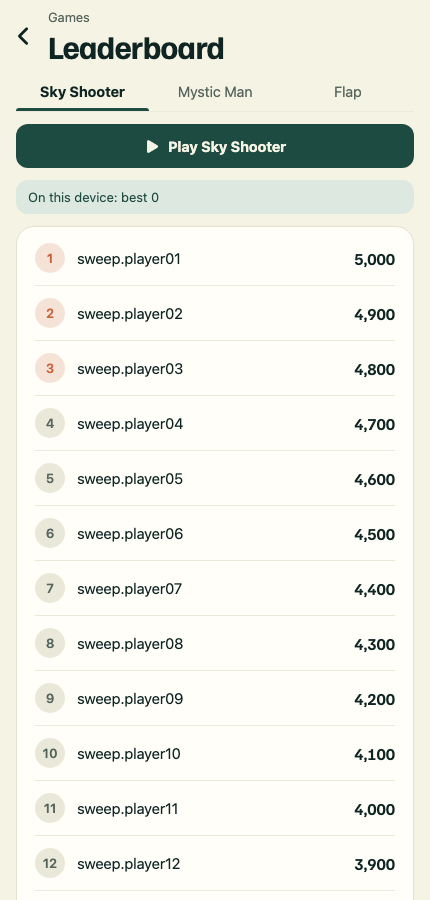 Games
Leaderboard
Sky Shooter Mystic Man Flap
Play Sky Shooter
On this device: best 0
1 sweep.player01 5,000
2 sweep.player02 4,900
3 sweep.player03 4,800
4 sweep.player04 4,700
5 sweep.player05 4,600
6 sweep.player06 4,500
7 sweep.player07 4,400
8 sweep.player08 4,300
9 sweep.player09 4,200
10 sweep.player10 4,100
11 sweep.player11 4,000
12 sweep.player12 3,900